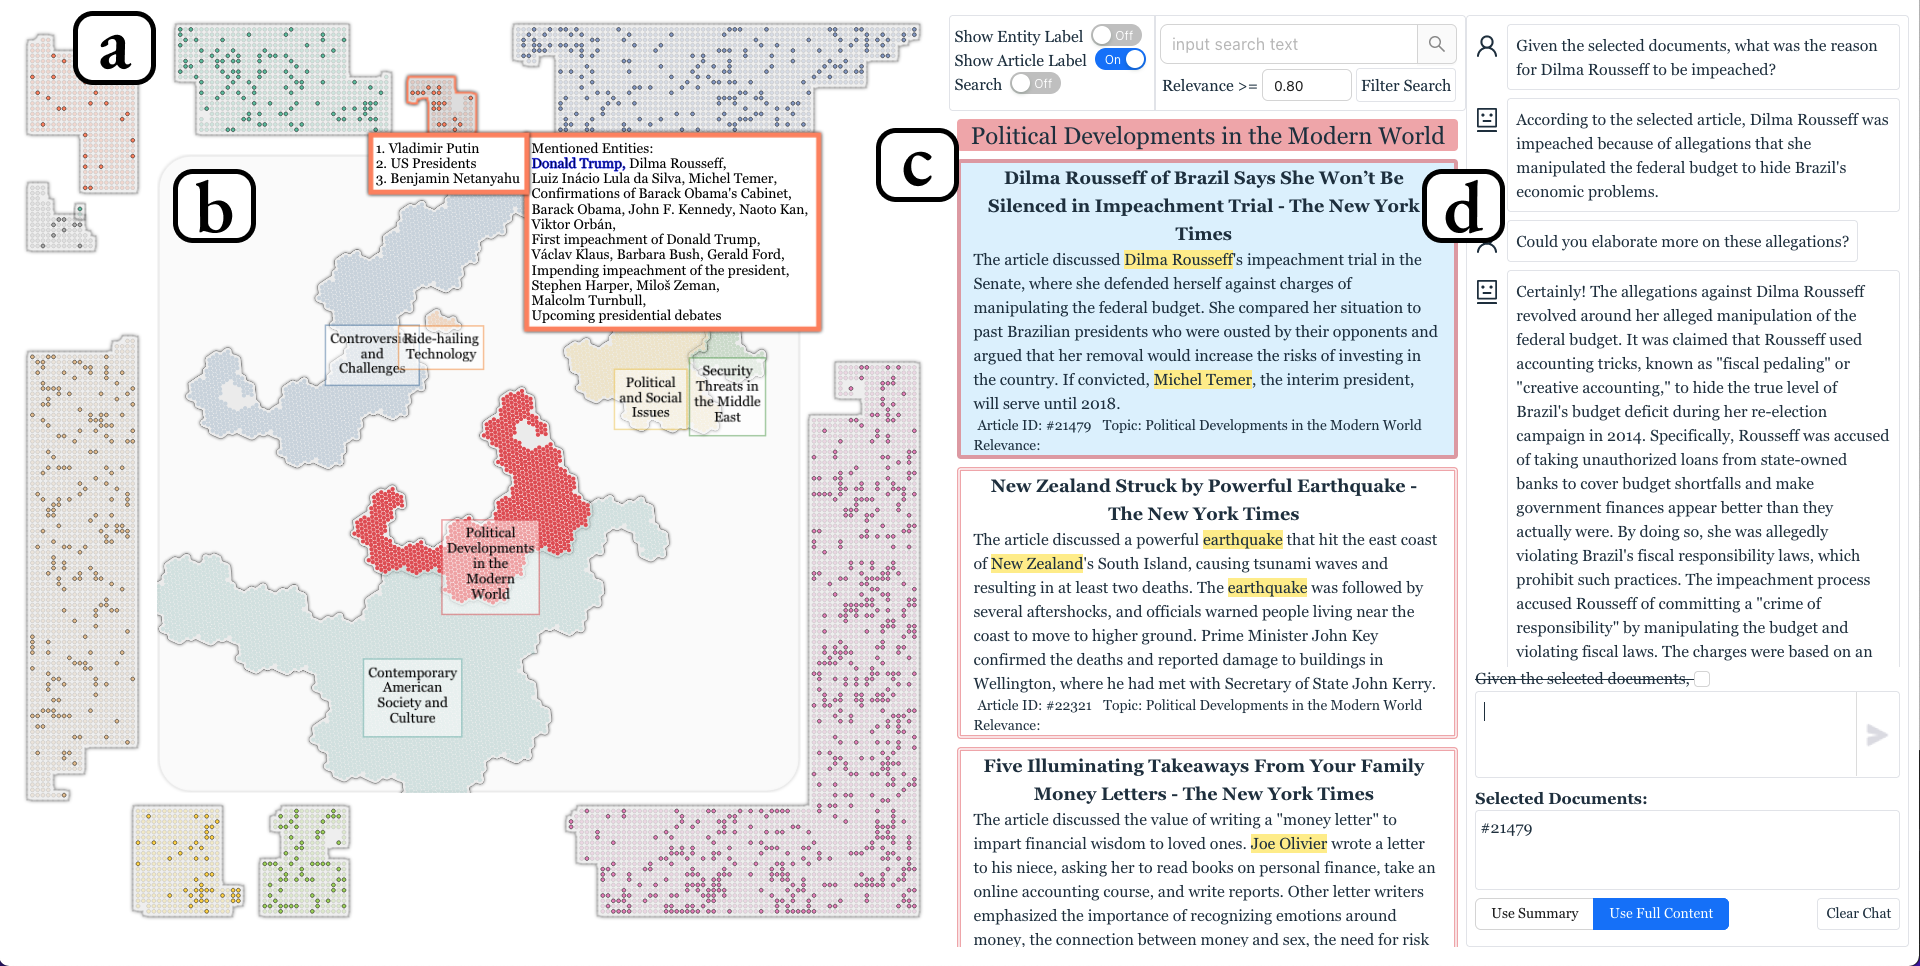 a
b
c
d
1. Vladimir Putin
2. US Presidents
3. Benjamin Netanyahu
Mentioned Entities:
Donald Trump, Dilma Rousseff,
Luiz Inácio Lula da Silva, Michel Temer,
Confirmations of Barack Obama's Cabinet,
Barack Obama, John F. Kennedy, Naoto Kan,
Viktor Orbán,
First impeachment of Donald Trump,
Václav Klaus, Barbara Bush, Gerald Ford,
Impending impeachment of the president,
Stephen Harper, Miloš Zeman,
Malcolm Turnbull,
Upcoming presidential debates
and
Challenges
Ride-hailing
Technology
Political
and Social
Issues
Security
Threats in
the Middle
East
Political
Developments
in the
Modern
World
Contemporary
American
Society and
Culture
Show Entity Label Off
Show Article Label On
Search Off
input search text
Relevance >= 0.80 Filter Search
Political Developments in the Modern World
Dilma Rousseff of Brazil Says She Won’t Be
Silenced in Impeachment Trial - The New York
Times
The article discussed Dilma Rousseff's impeachment trial in the
Senate, where she defended herself against charges of
manipulating the federal budget. She compared her situation to
past Brazilian presidents who were ousted by their opponents and
argued that her removal would increase the risks of investing in
the country. If convicted, Michel Temer, the interim president,
will serve until 2018.
Article ID: #21479 Topic: Political Developments in the Modern World
Relevance:
New Zealand Struck by Powerful Earthquake -
The New York Times
The article discussed a powerful earthquake that hit the east coast
of New Zealand's South Island, causing tsunami waves and
resulting in at least two deaths. The earthquake was followed by
several aftershocks, and officials warned people living near the
coast to move to higher ground. Prime Minister John Key
confirmed the deaths and reported damage to buildings in
Wellington, where he had met with Secretary of State John Kerry.
Article ID: #22321 Topic: Political Developments in the Modern World
Relevance:
Five Illuminating Takeaways From Your Family
Money Letters - The New York Times
The article discussed the value of writing a "money letter" to
impart financial wisdom to loved ones. Joe Olivier wrote a letter
to his niece, asking her to read books on personal finance, take an
online accounting course, and write reports. Other letter writers
emphasized the importance of recognizing emotions around
money, the connection between money and sex, the need for risk
Given the selected documents, what was the reason
for Dilma Rousseff to be impeached?
According to the selected article, Dilma Rousseff was
impeached because of allegations that she
manipulated the federal budget to hide Brazil's
economic problems.
Could you elaborate more on these allegations?
Certainly! The allegations against Dilma Rousseff
revolved around her alleged manipulation of the
federal budget. It was claimed that Rousseff used
accounting tricks, known as "fiscal pedaling" or
"creative accounting," to hide the true level of
Brazil's budget deficit during her re-election
campaign in 2014. Specifically, Rousseff was accused
of taking unauthorized loans from state-owned
banks to cover budget shortfalls and make
government finances appear better than they
actually were. By doing so, she was allegedly
violating Brazil's fiscal responsibility laws, which
prohibit such practices. The impeachment process
accused Rousseff of committing a "crime of
responsibility" by manipulating the budget and
violating fiscal laws. The charges were based on an
Given the selected documents,
Selected Documents:
#21479
Use Summary Use Full Content Clear Chat